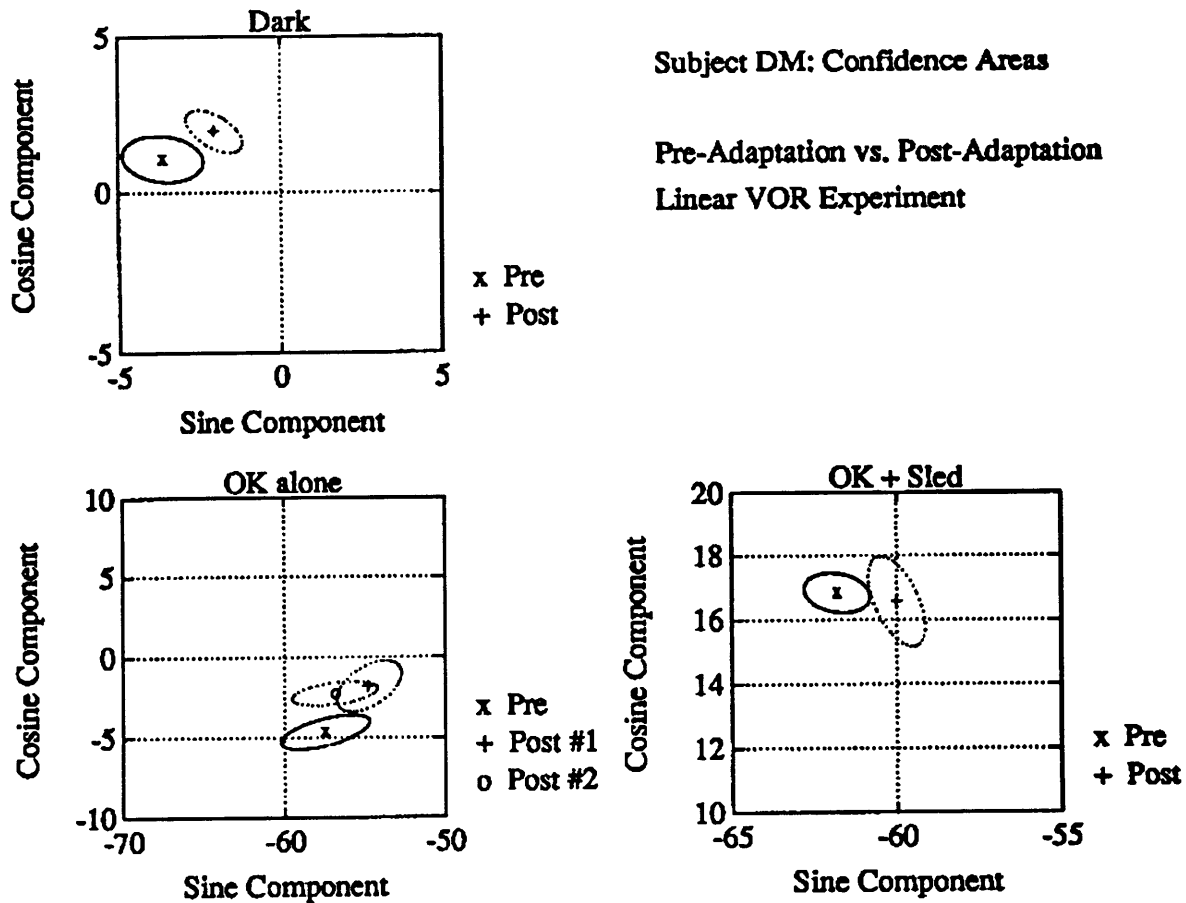 Dark
5
0
-5
-5 0 5
Cosine Component
Sine Component
x Pre
+ Post
Subject DM: Confidence Areas
Pre-Adaptation vs. Post-Adaptation
Linear VOR Experiment
OK alone
10
5
0
-5
-10
-70 -60 -50
Cosine Component
Sine Component
x Pre
+ Post #1
o Post #2
OK + Sled
20
18
16
14
12
10
-65 -60 -55
Cosine Component
Sine Component
x Pre
+ Post